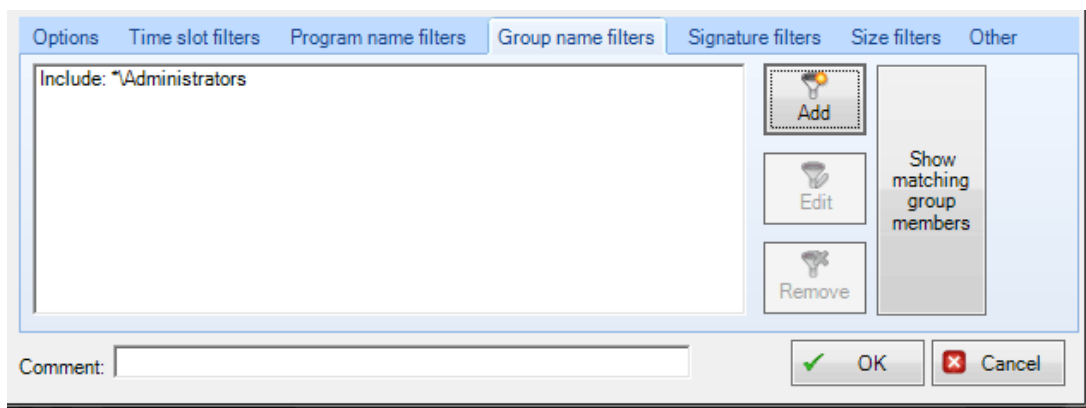 Options Time slot filters Program name filters Group name filters Signature filters Size filters Other
Include: *\Administrators
Add
Edit
Remove
Show
matching
group
members
Comment:
OK
Cancel